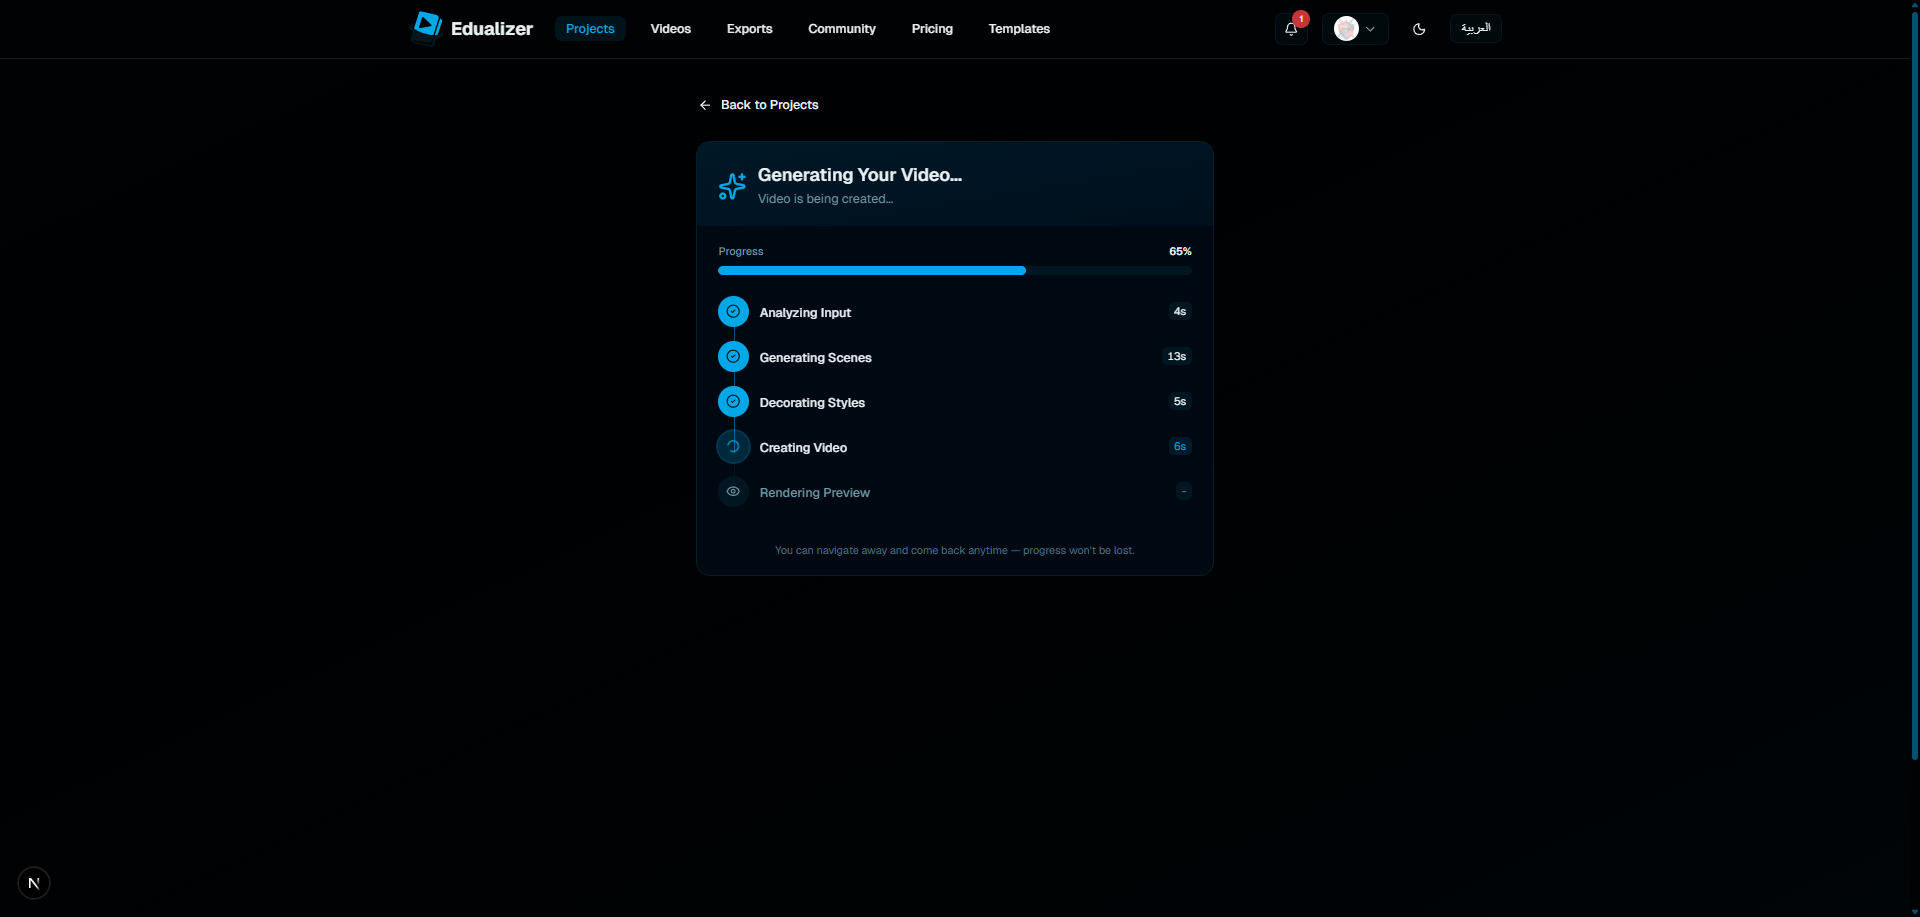 Edualizer
Projects
Videos
Exports
Community
Pricing
Templates
1
العربية
Back to Projects
Generating Your Video...
Video is being created...
Progress
65%
Analyzing Input
4s
Generating Scenes
13s
Decorating Styles
5s
Creating Video
6s
Rendering Preview
-
You can navigate away and come back anytime — progress won't be lost.
N